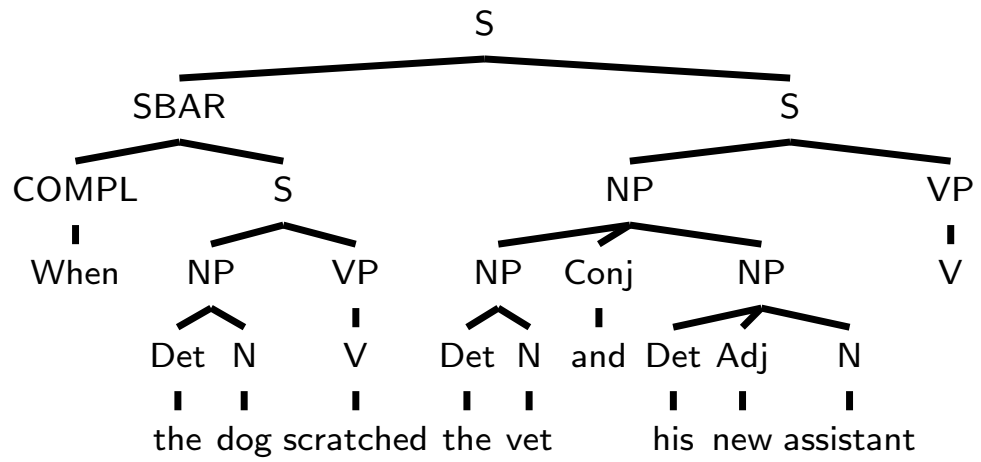 S
SBAR S
COMPL S NP VP
When NP VP NP Conj NP V
Det N V Det N and Det Adj N
the dog scratched the vet his new assistant